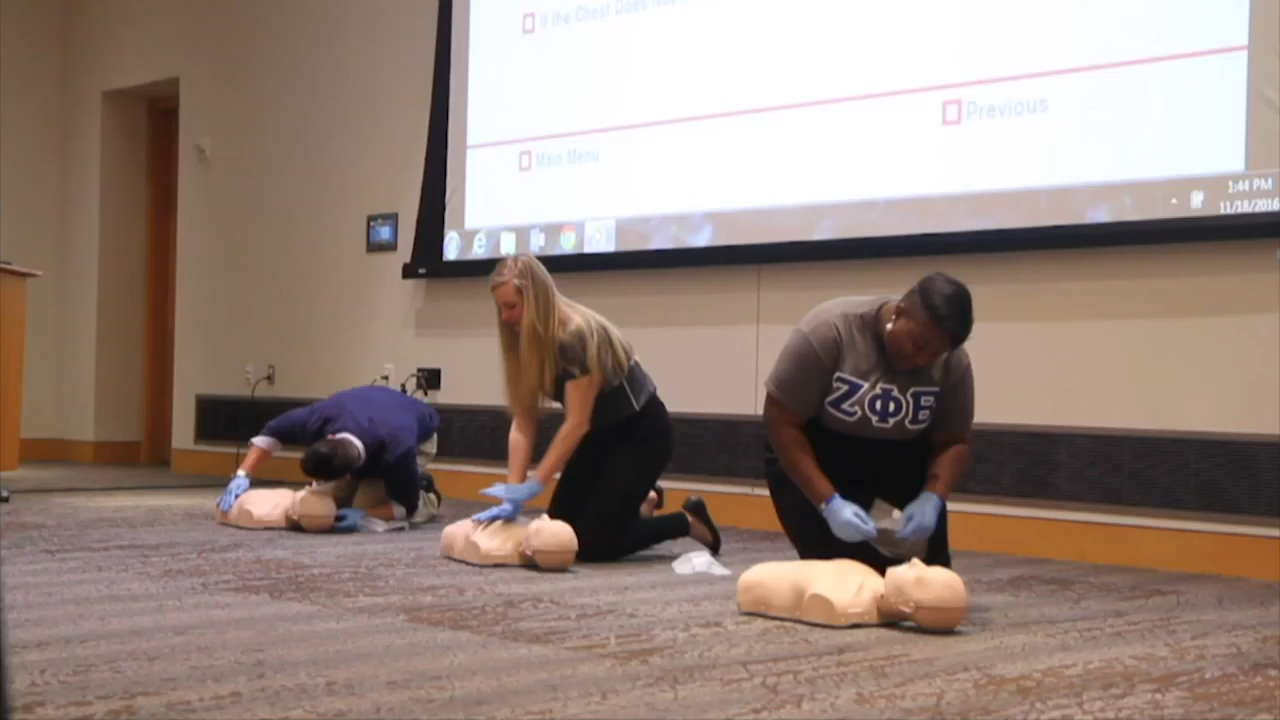 If the Chest Does Not
Previous
Main Menu
1:44 PM
11/18/2016
ΖΦΒ